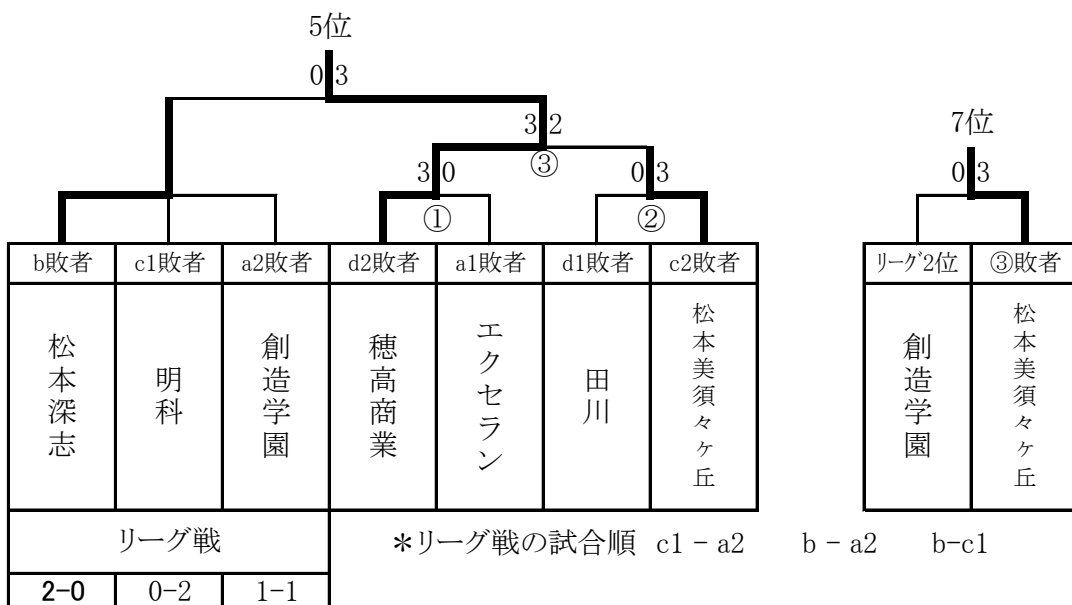 5位
0 3
3 2
7位
3 0 ③ 0 3 0 3
① ②
b敗者 c1敗者 a2敗者 d2敗者 a1敗者 d1敗者 c2敗者 ﾘｰｸﾞ2位 ③敗者
松本深志 明科 創造学園 穂高商業 エクセラン 田川 松本美須々ケ丘 創造学園 松本美須々ケ丘
リーグ戦 *リーグ戦の試合順 c1－a2 b－a2 b-c1
2-0 0-2 1-1